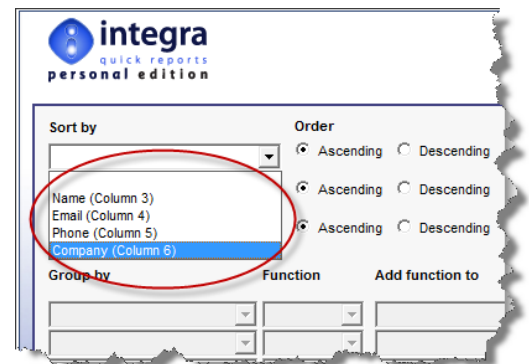 integra
quick reports
personal edition
Sort by Order
Ascending Descending
Name (Column 3) Ascending Descending
Email (Column 4)
Phone (Column 5) Ascending Descending
Company (Column 6)
Group by Function Add function to